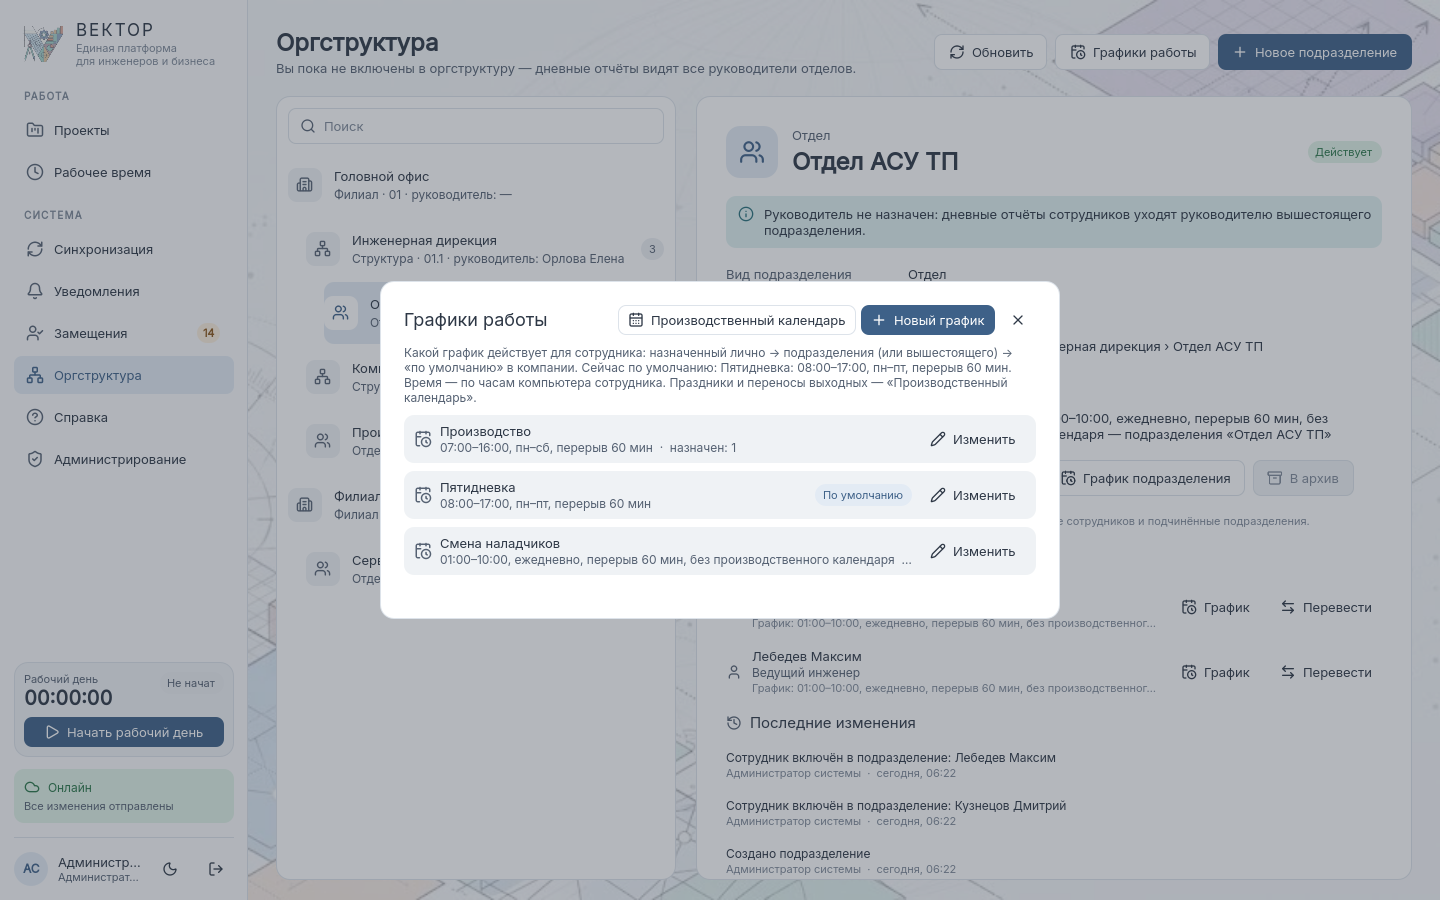 ВЕКТОР
Единая платформа
для инженеров и бизнеса
РАБОТА
Проекты
Рабочее время
СИСТЕМА
Синхронизация
Уведомления
Замещения
14
Оргструктура
Справка
Администрирование
Рабочий день
Не начат
00:00:00
Начать рабочий день
Онлайн
Все изменения отправлены
АС
Администр...
Администрат...
Оргструктура
Вы пока не включены в оргструктуру — дневные отчёты видят все руководители отделов.
Обновить
Графики работы
Новое подразделение
Поиск
Головной офис
Филиал · 01 · руководитель: —
Инженерная дирекция
Структура · 01.1 · руководитель: Орлова Елена
3
Филиал
Филиал
Отдел
Отдел АСУ ТП
Действует
Руководитель не назначен: дневные отчёты сотрудников уходят руководителю вышестоящего
подразделения.
Вид подразделения
Отдел
дирекция › Отдел АСУ ТП
10:00, ежедневно, перерыв 60 мин, без
— подразделения «Отдел АСУ ТП»
График подразделения
В архив
сотрудников и подчинённые подразделения.
График
Перевести
График: 01:00–10:00, ежедневно, перерыв 60 мин, без производственног...
Лебедев Максим
Ведущий инженер
График: 01:00–10:00, ежедневно, перерыв 60 мин, без производственног...
График
Перевести
Последние изменения
Сотрудник включён в подразделение: Лебедев Максим
Администратор системы · сегодня, 06:22
Сотрудник включён в подразделение: Кузнецов Дмитрий
Администратор системы · сегодня, 06:22
Создано подразделение
Администратор системы · сегодня, 06:22
Графики работы
Производственный календарь
Новый график
Какой график действует для сотрудника: назначенный лично → подразделения (или вышестоящего) →
«по умолчанию» в компании. Сейчас по умолчанию: Пятидневка: 08:00–17:00, пн–пт, перерыв 60 мин.
Время — по часам компьютера сотрудника. Праздники и переносы выходных — «Производственный
календарь».
Производство
07:00–16:00, пн–сб, перерыв 60 мин · назначен: 1
Изменить
Пятидневка
08:00–17:00, пн–пт, перерыв 60 мин
По умолчанию
Изменить
Смена наладчиков
01:00–10:00, ежедневно, перерыв 60 мин, без производственного календаря ...
Изменить